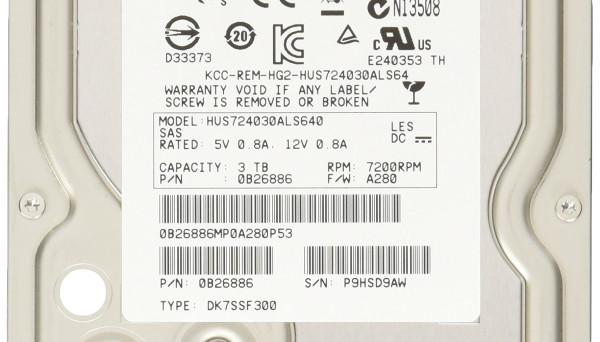 N13508
D33373
20
c US
E240353 TH
KCC-REM-HG2-HUS724030ALS64
WARRANTY VOID IF ANY LABEL/
SCREW IS REMOVED OR BROKEN
MODEL: HUS724030ALS640
SAS
LES
RATED: 5V 0.8A. 12V 0.8A
DC
CAPACITY: 3 TB RPM: 7200RPM
P/N : 0B26886 F/W: A280
0B26886MP0A280P53
P/N: 0B26886 S/N: P9HSD9AW
TYPE: DK7SSF300